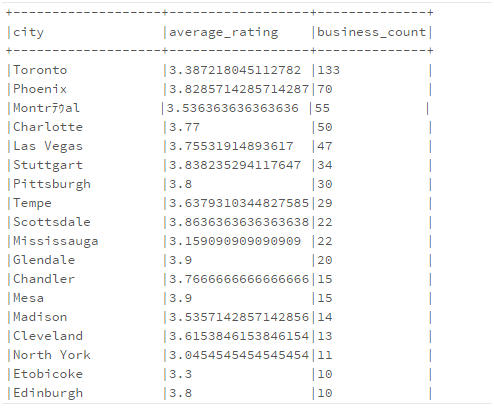 +-------------------+------------------+--------------+
|city               |average_rating    |business_count|
+-------------------+------------------+--------------+
|Toronto            |3.387218045112782 |133           |
|Phoenix            |3.8285714285714287|70            |
|Montrﾃｩal          |3.536363636363636 |55            |
|Charlotte          |3.77              |50            |
|Las Vegas          |3.75531914893617  |47            |
|Stuttgart          |3.838235294117647 |34            |
|Pittsburgh         |3.8               |30            |
|Tempe              |3.6379310344827585|29            |
|Scottsdale         |3.8636363636363638|22            |
|Mississauga        |3.159090909090909 |22            |
|Glendale           |3.9               |20            |
|Chandler           |3.7666666666666666|15            |
|Mesa               |3.9               |15            |
|Madison            |3.5357142857142856|14            |
|Cleveland          |3.6153846153846154|13            |
|North York         |3.0454545454545454|11            |
|Etobicoke          |3.3               |10            |
|Edinburgh          |3.8               |10            |